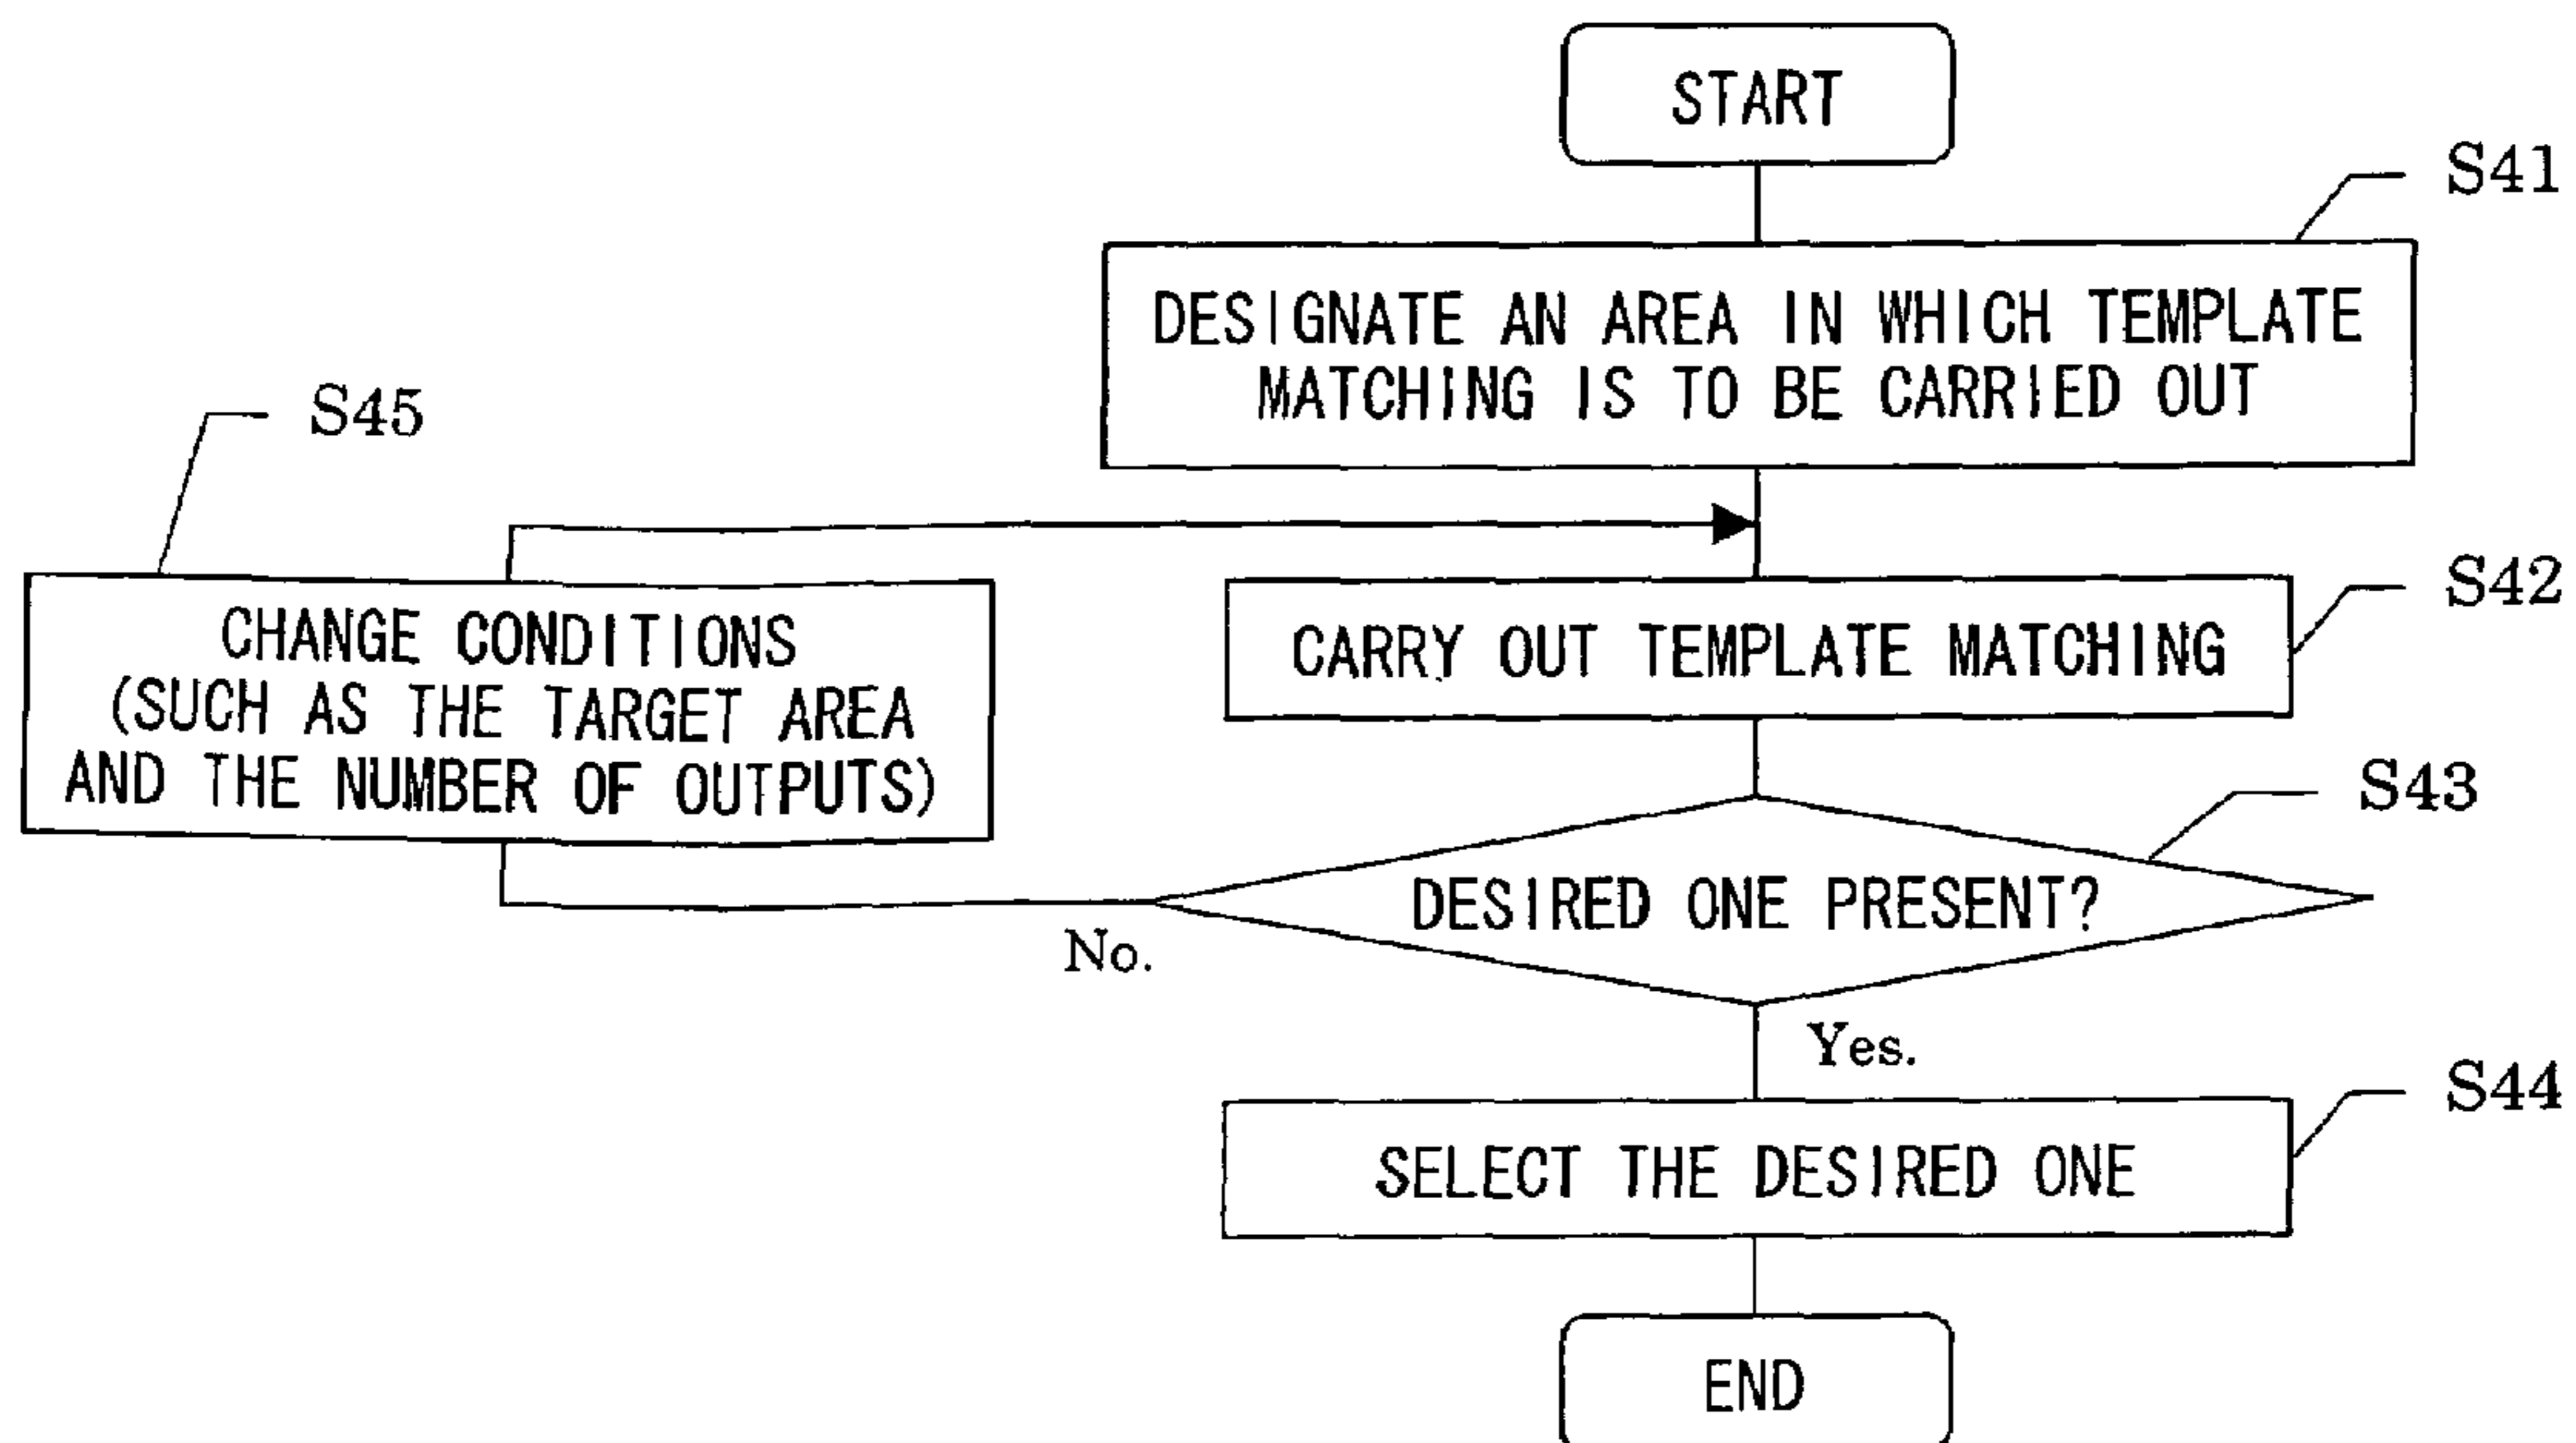 START
S41
DESIGNATE AN AREA IN WHICH TEMPLATE
MATCHING IS TO BE CARRIED OUT
S45
CHANGE CONDITIONS
(SUCH AS THE TARGET AREA
AND THE NUMBER OF OUTPUTS)
S42
CARRY OUT TEMPLATE MATCHING
S43
DESIRED ONE PRESENT?
No.
Yes.
S44
SELECT THE DESIRED ONE
END